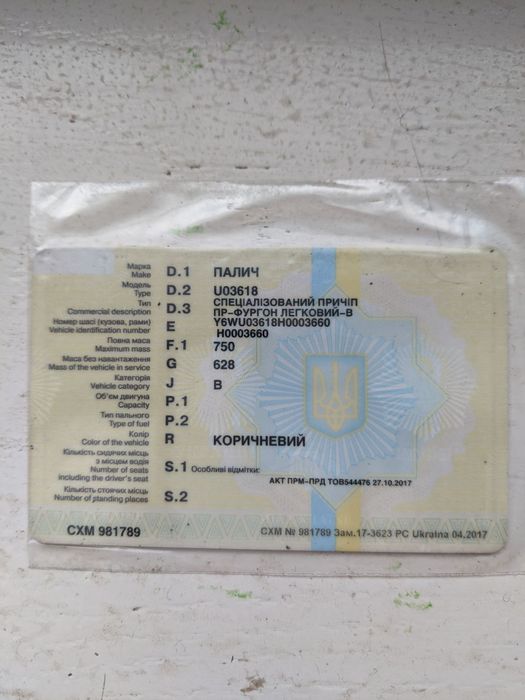 Марка
Make D.1 ПАЛИЧ
Модель
Type D.2 U03618
Тип
Commercial description D.3 СПЕЦІАЛІЗОВАНИЙ ПРИЧІП
ПР-ФУРГОН ЛЕГКОВИЙ-В
Номер шасі (кузова, рами)
Vehicle identification number E Y6WU03618H0003660
H0003660
Повна маса
Maximum mass F.1 750
Маса без навантаження
Mass of the vehicle in service G 628
Категорія
Vehicle category J B
Об'єм двигуна
Capacity P.1
Тип пального
Type of fuel P.2
Колір
Color of the vehicle R КОРИЧНЕВИЙ
Кількість сидячих місць
з місцем водія
Number of seats
including the driver's seat S.1 Особливі відмітки:
АКТ ПРМ-ПРД ТОВ544476 27.10.2017
Кількість стоячих місць
Number of standing places S.2
СХМ 981789
СХМ № 981789 Зам.17-3623 РС Ukraina 04.2017